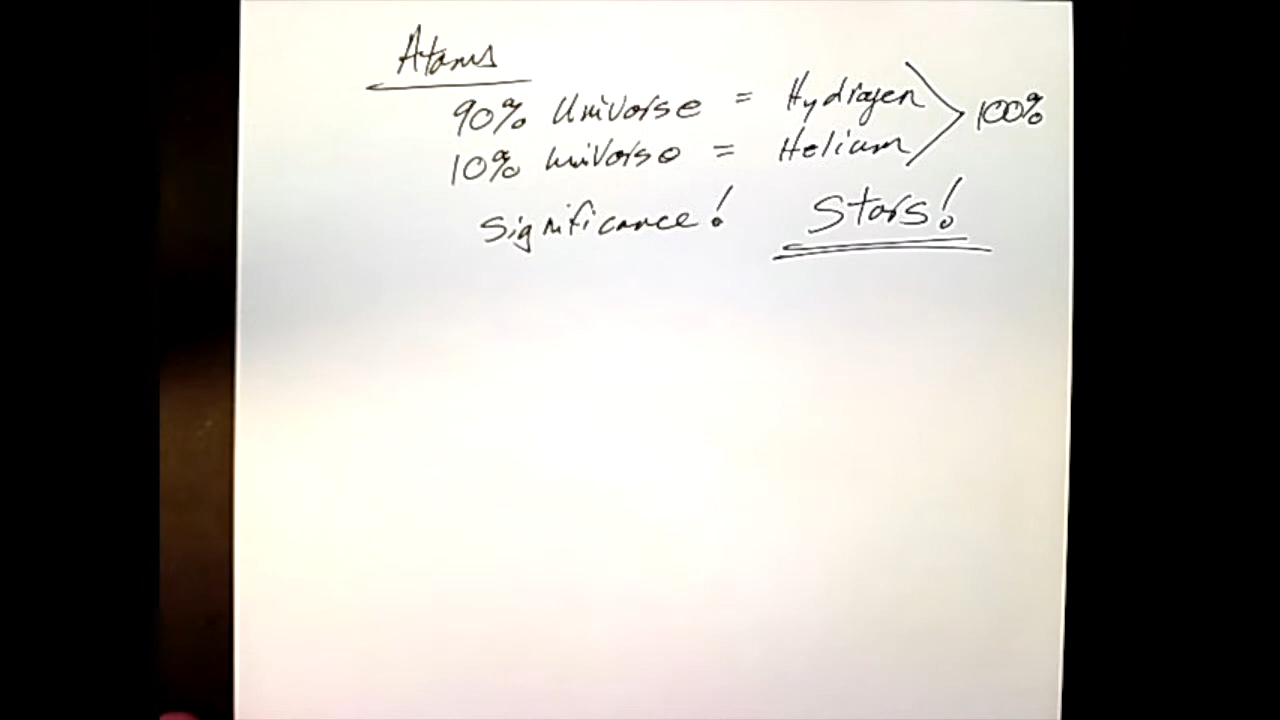 Atoms
90% Universe = Hydrogen
10% universe = Helium 100%
significance! Stars!